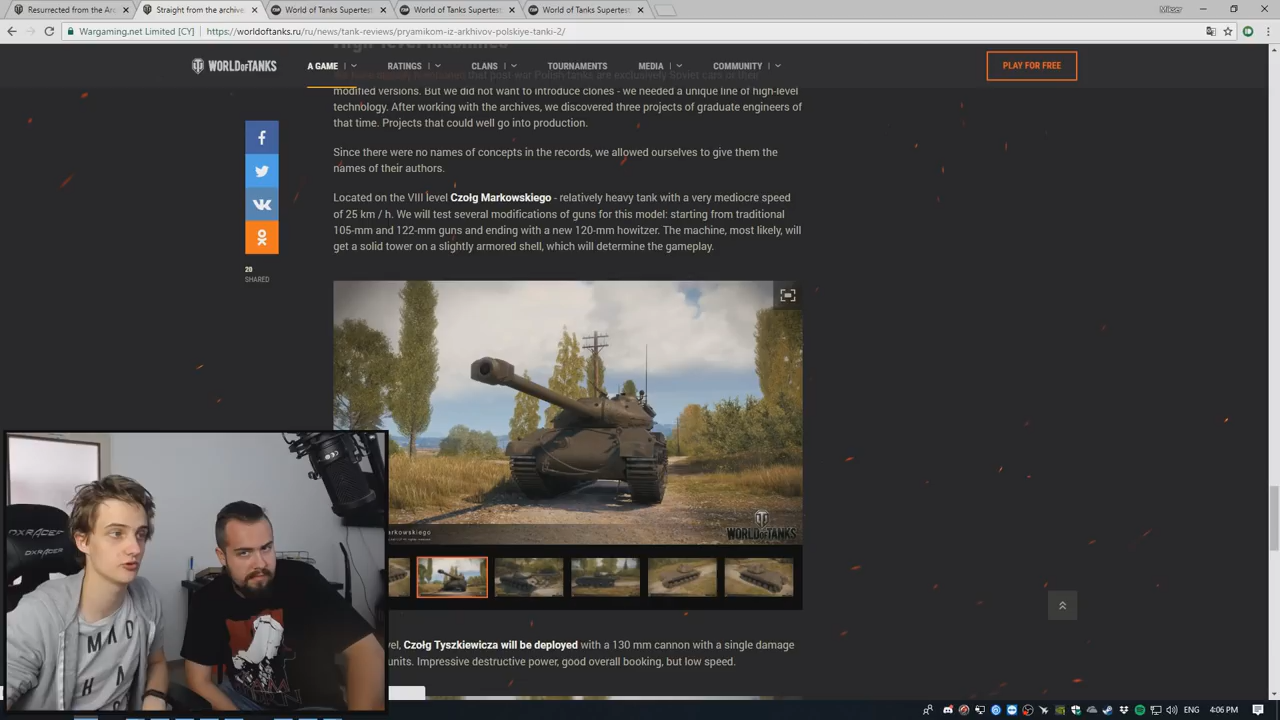 Resurrected from the Arc
Straight from the archive
World of Tanks Supertest
World of Tanks Supertest
World of Tanks Supertest
Wargaming.net Limited [CY]
https://worldoftanks.ru/ru/news/tank-reviews/pryamikom-iz-arkhivov-polskiye-tanki-2/
WORLD OF TANKS
A GAME
RATINGS
CLANS
TOURNAMENTS
MEDIA
COMMUNITY
PLAY FOR FREE
that post-war Polish tanks are exclusively Soviet cars or their
modified versions. But we did not want to introduce clones - we needed a unique line of high-level
technology. After working with the archives, we discovered three projects of graduate engineers of
that time. Projects that could well go into production.
Since there were no names of concepts in the records, we allowed ourselves to give them the
names of their authors.
Located on the VIII level Czołg Markowskiego - relatively heavy tank with a very mediocre speed
of 25 km / h. We will test several modifications of guns for this model: starting from traditional
105-mm and 122-mm guns and ending with a new 120-mm howitzer. The machine, most likely, will
get a solid tower on a slightly armored shell, which will determine the gameplay.
20
SHARED
arkowskiego
WORLD OF TANKS
DXRACER
DXRACER
MAD
vel, Czołg Tyszkiewicza will be deployed with a 130 mm cannon with a single damage
units. Impressive destructive power, good overall booking, but low speed.
ENG
4:06 PM